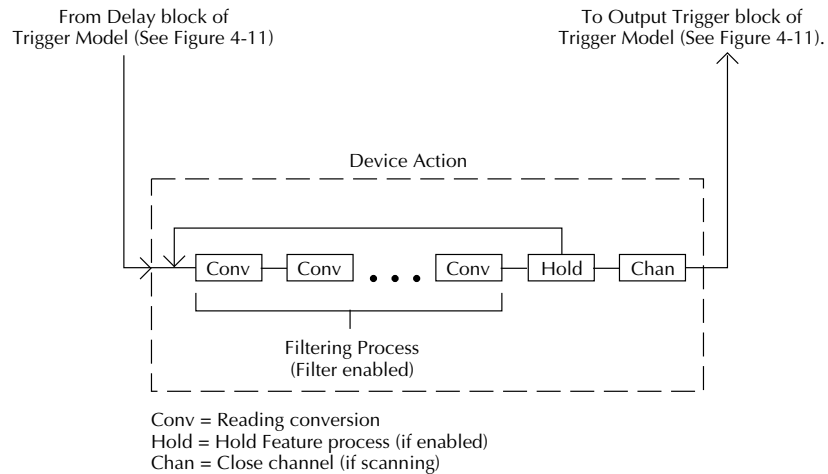 From Delay block of
Trigger Model (See Figure 4-11)
To Output Trigger block of
Trigger Model (See Figure 4-11).
Device Action
Conv
Conv
Conv
Hold
Chan
Filtering Process
(Filter enabled)
Conv = Reading conversion
Hold = Hold Feature process (if enabled)
Chan = Close channel (if scanning)